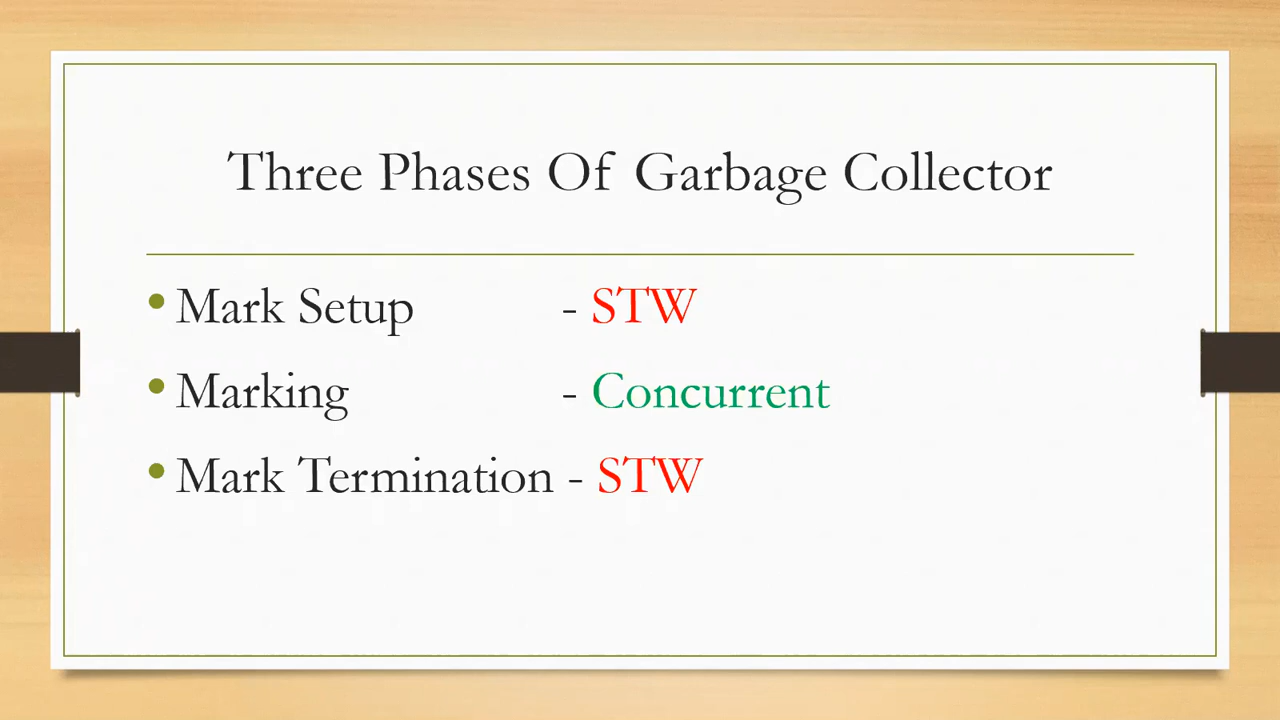 Three Phases Of Garbage Collector
• Mark Setup - STW
• Marking - Concurrent
• Mark Termination - STW